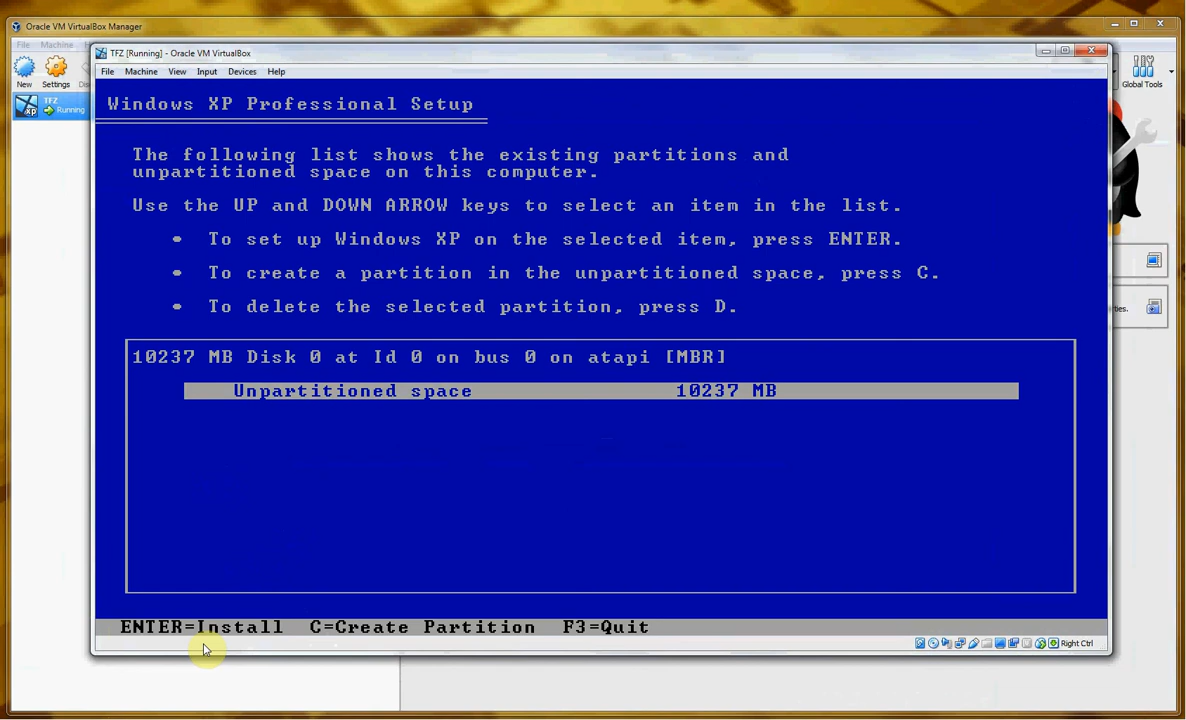 Oracle VM VirtualBox Manager
File Machine
TFZ [Running] - Oracle VM VirtualBox
File Machine View Input Devices Help
New Settings
Global Tools
TFZ
Running
Windows XP Professional Setup
The following list shows the existing partitions and
unpartitioned space on this computer.
Use the UP and DOWN ARROW keys to select an item in the list.
• To set up Windows XP on the selected item, press ENTER.
• To create a partition in the unpartitioned space, press C.
• To delete the selected partition, press D.
10237 MB Disk 0 at Id 0 on bus 0 on atapi [MBR]
Unpartitioned space 10237 MB
ENTER=Install C=Create Partition F3=Quit
Right Ctrl